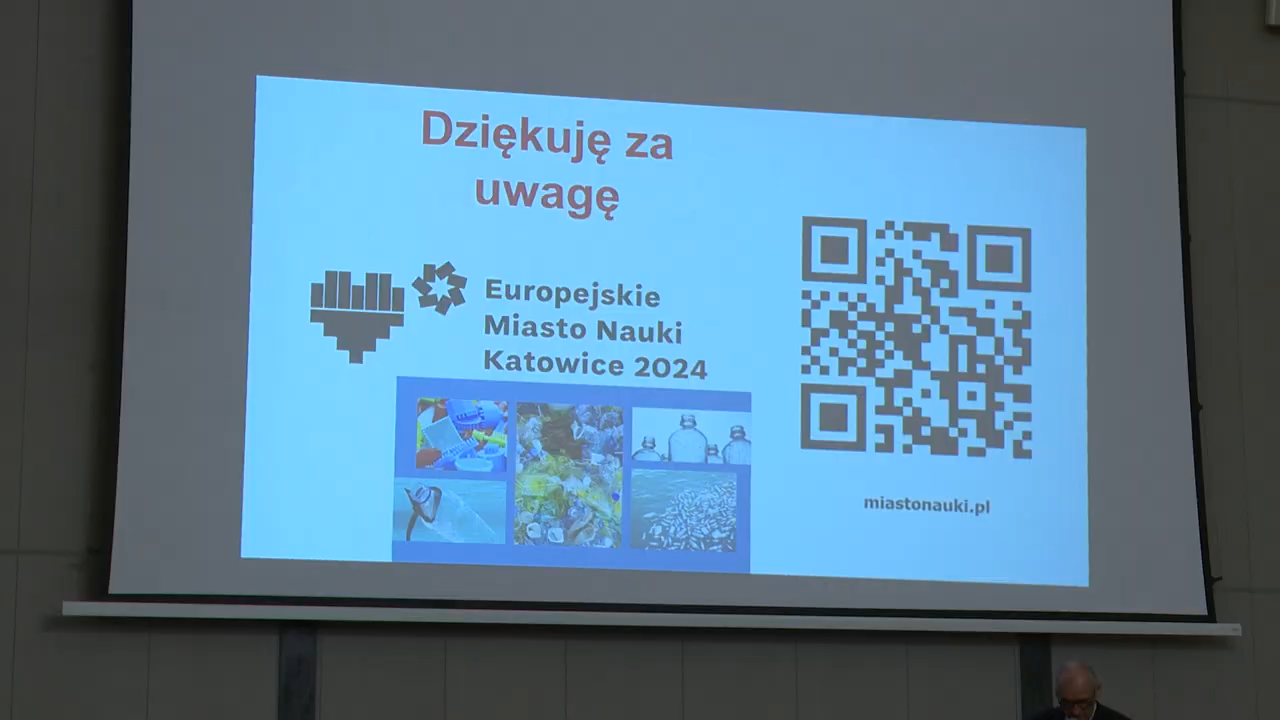 Dziękuję za
uwagę
Europejskie
Miasto Nauki
Katowice 2024
miastonauki.pl